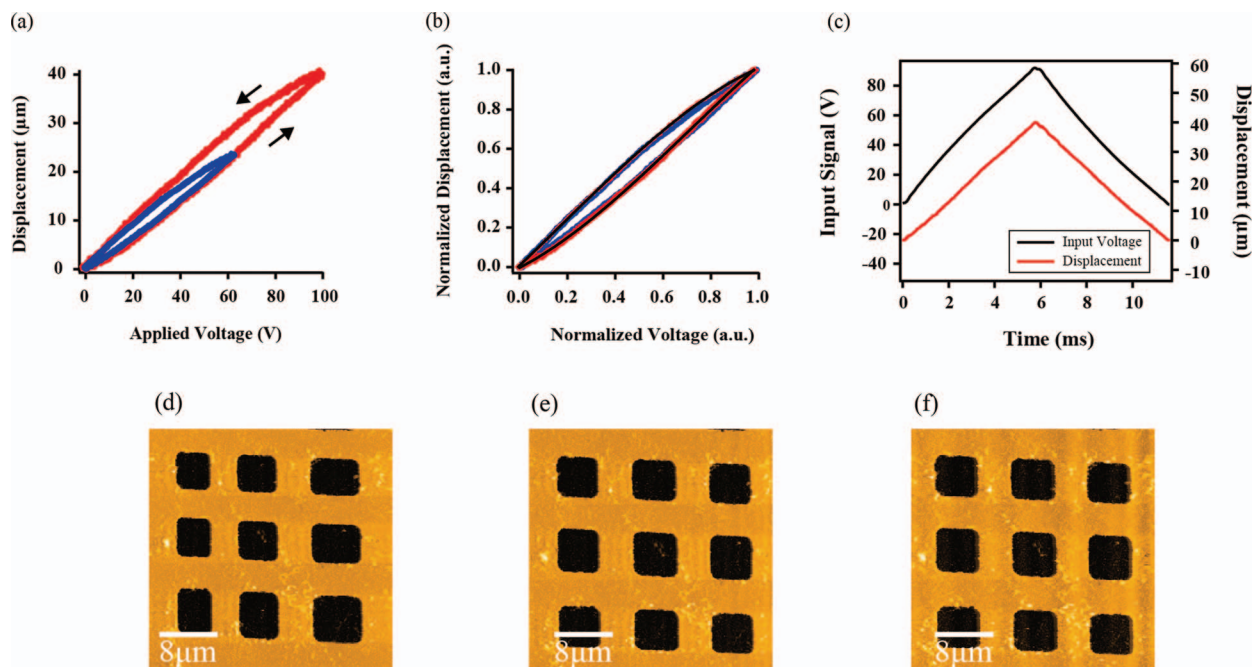 (a)
(b)
(c)
Displacement (µm)
40
30
20
10
0
0
20
40
60
80
100
Applied Voltage (V)
Normalized Displacement (a.u.)
1.0
0.8
0.6
0.4
0.2
0.0
0.0
0.2
0.4
0.6
0.8
1.0
Normalized Voltage (a.u.)
Input Signal (V)
80
60
40
20
0
-20
-40
Input Voltage
Displacement
0
2
4
6
8
10
Time (ms)
60
50
40
30
20
10
0
-10
Displacement (µm)
(d)
(e)
(f)
8µm
8µm
8µm